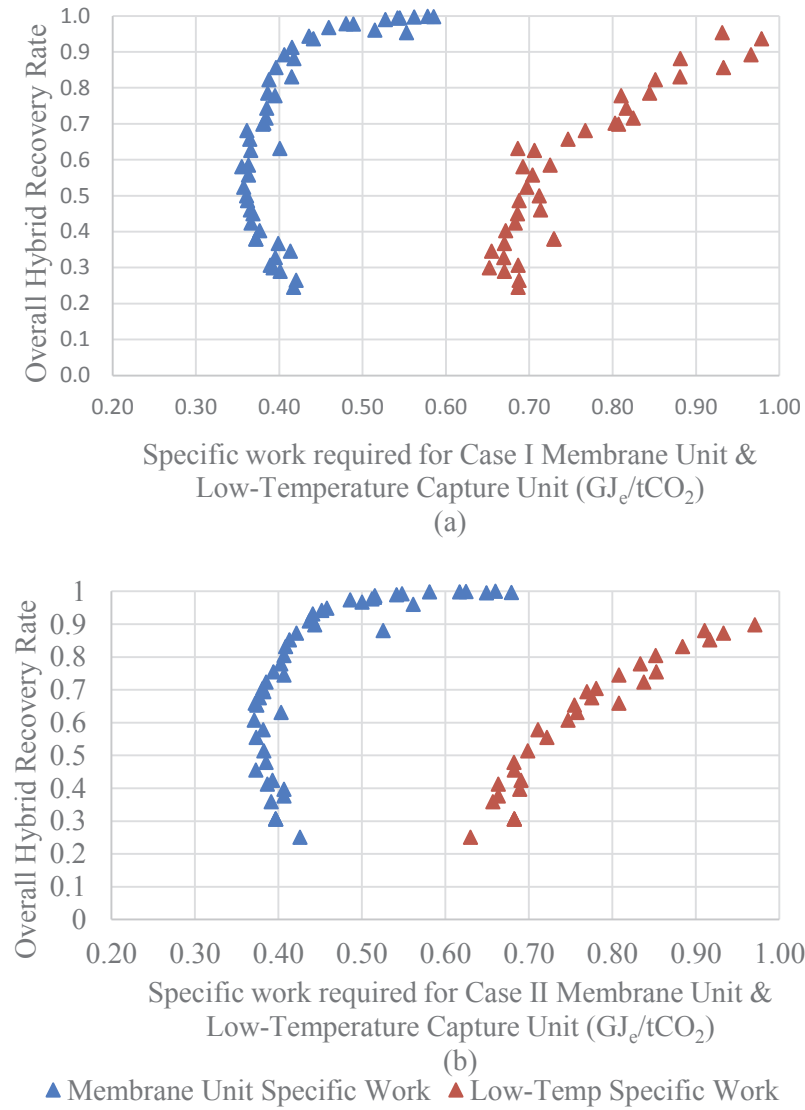 1.0
0.9
0.8
0.7
0.6
0.5
0.4
0.3
0.2
0.1
0.0
Overall Hybrid Recovery Rate
0.20 0.30 0.40 0.50 0.60 0.70 0.80 0.90 1.00
Specific work required for Case I Membrane Unit &
Low-Temperature Capture Unit (GJₑ/tCO₂)
(a)
1
0.9
0.8
0.7
0.6
0.5
0.4
0.3
0.2
0.1
0
Overall Hybrid Recovery Rate
0.20 0.30 0.40 0.50 0.60 0.70 0.80 0.90 1.00
Specific work required for Case II Membrane Unit &
Low-Temperature Capture Unit (GJₑ/tCO₂)
(b)
Membrane Unit Specific Work Low-Temp Specific Work